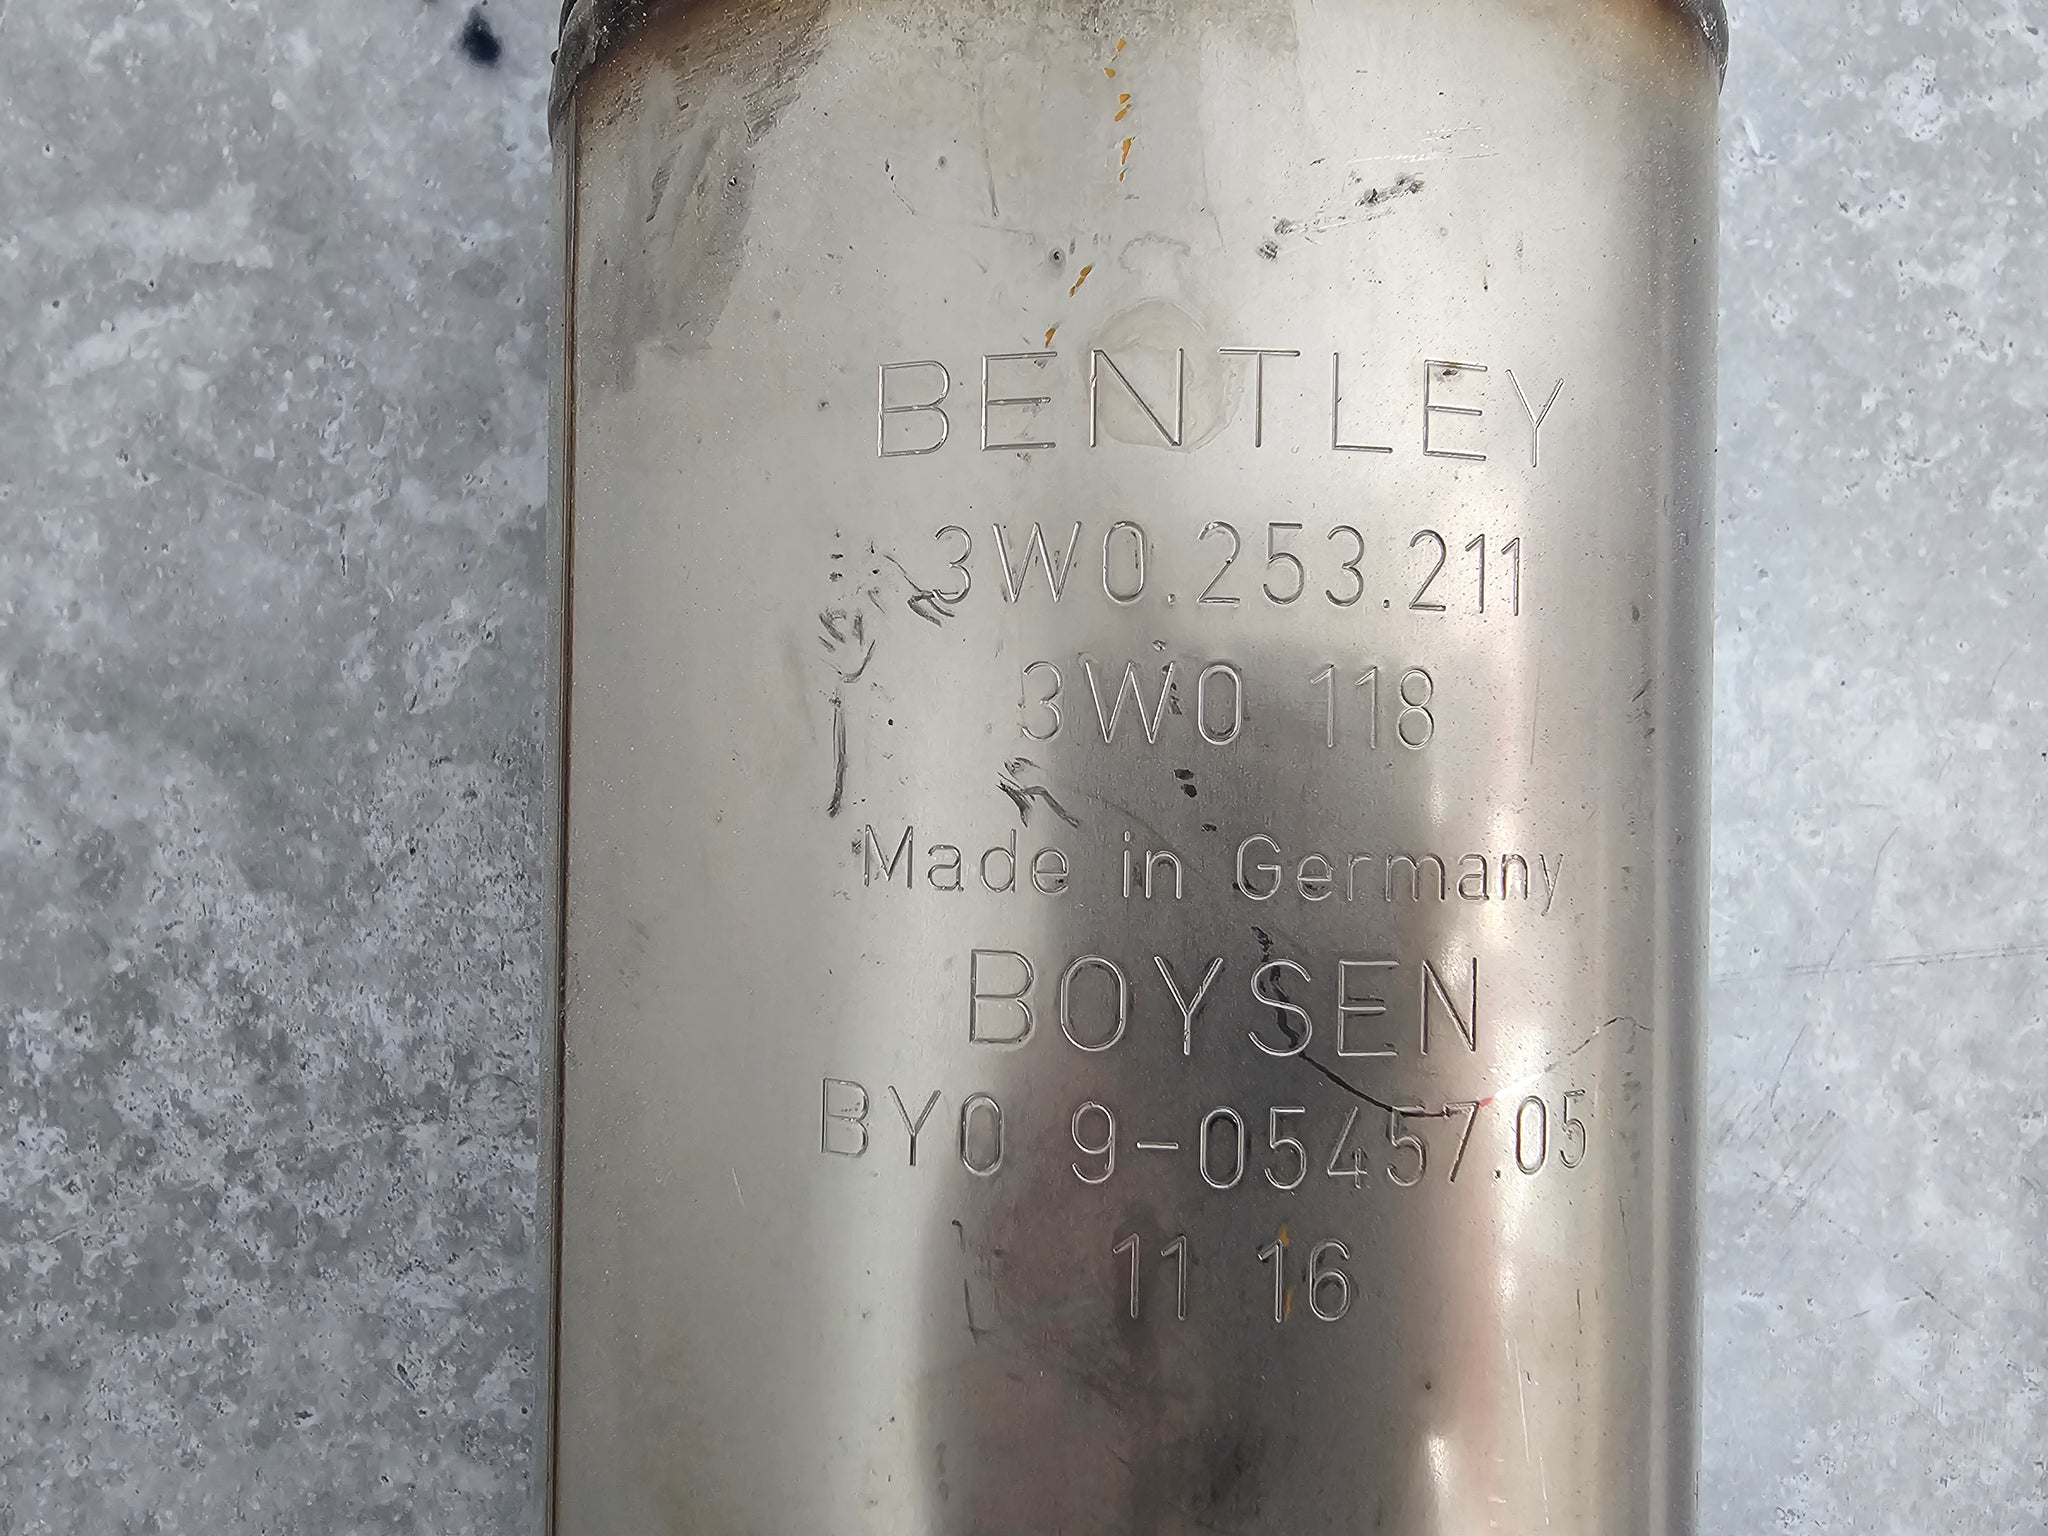 BENTLEY
3W0.253.211
3W0 118
Made in Germany
BOYSEN
BY0 9-05457.05
11 16